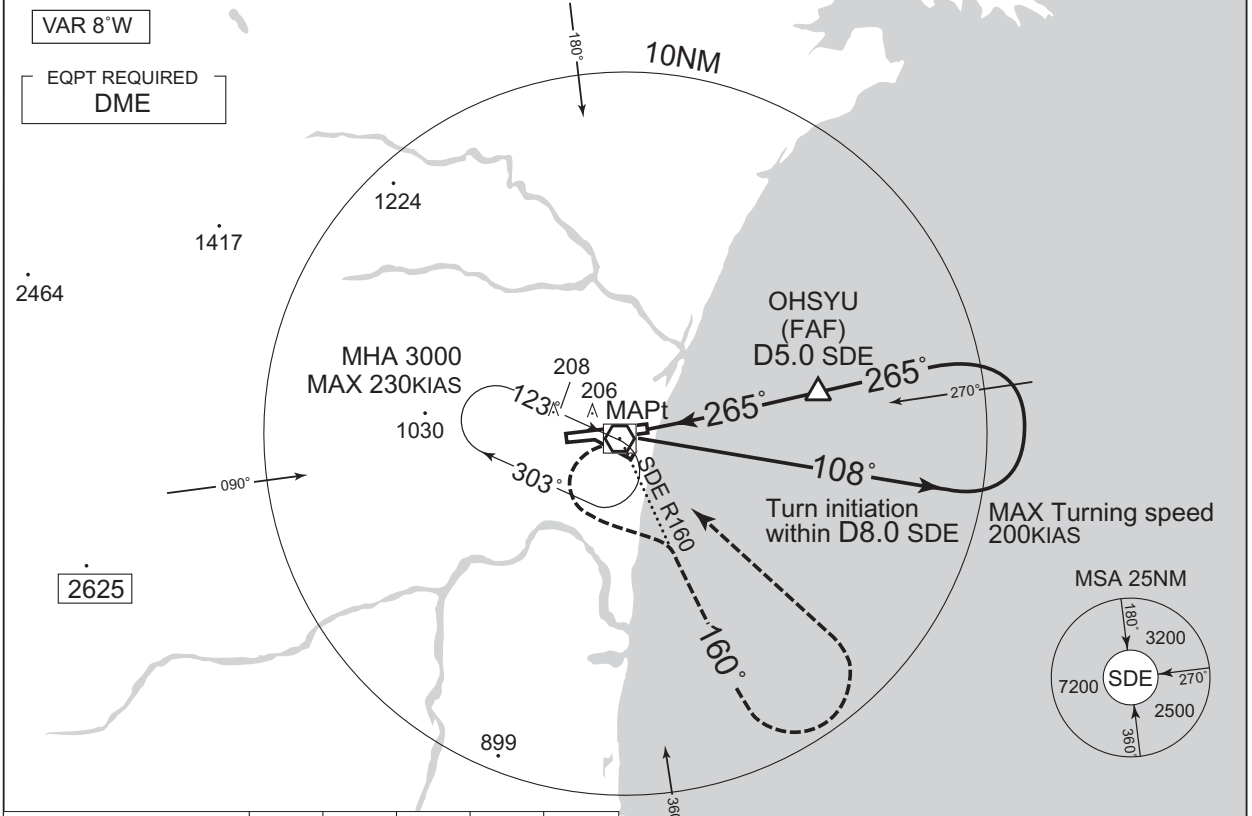 VAR 8°W
EQPT REQUIRED
DME
180°
10NM
1224
1417
2464
OHSYU
(FAF)
D5.0 SDE
MHA 3000
MAX 230KIAS
208
206
MAPt
123°
265°
265°
270°
1030
303°
SDE R160
108°
090°
Turn initiation
within D8.0 SDE
MAX Turning speed
200KIAS
2625
160°
MSA 25NM
180°
3200
7200
SDE
270°
2500
360°
899